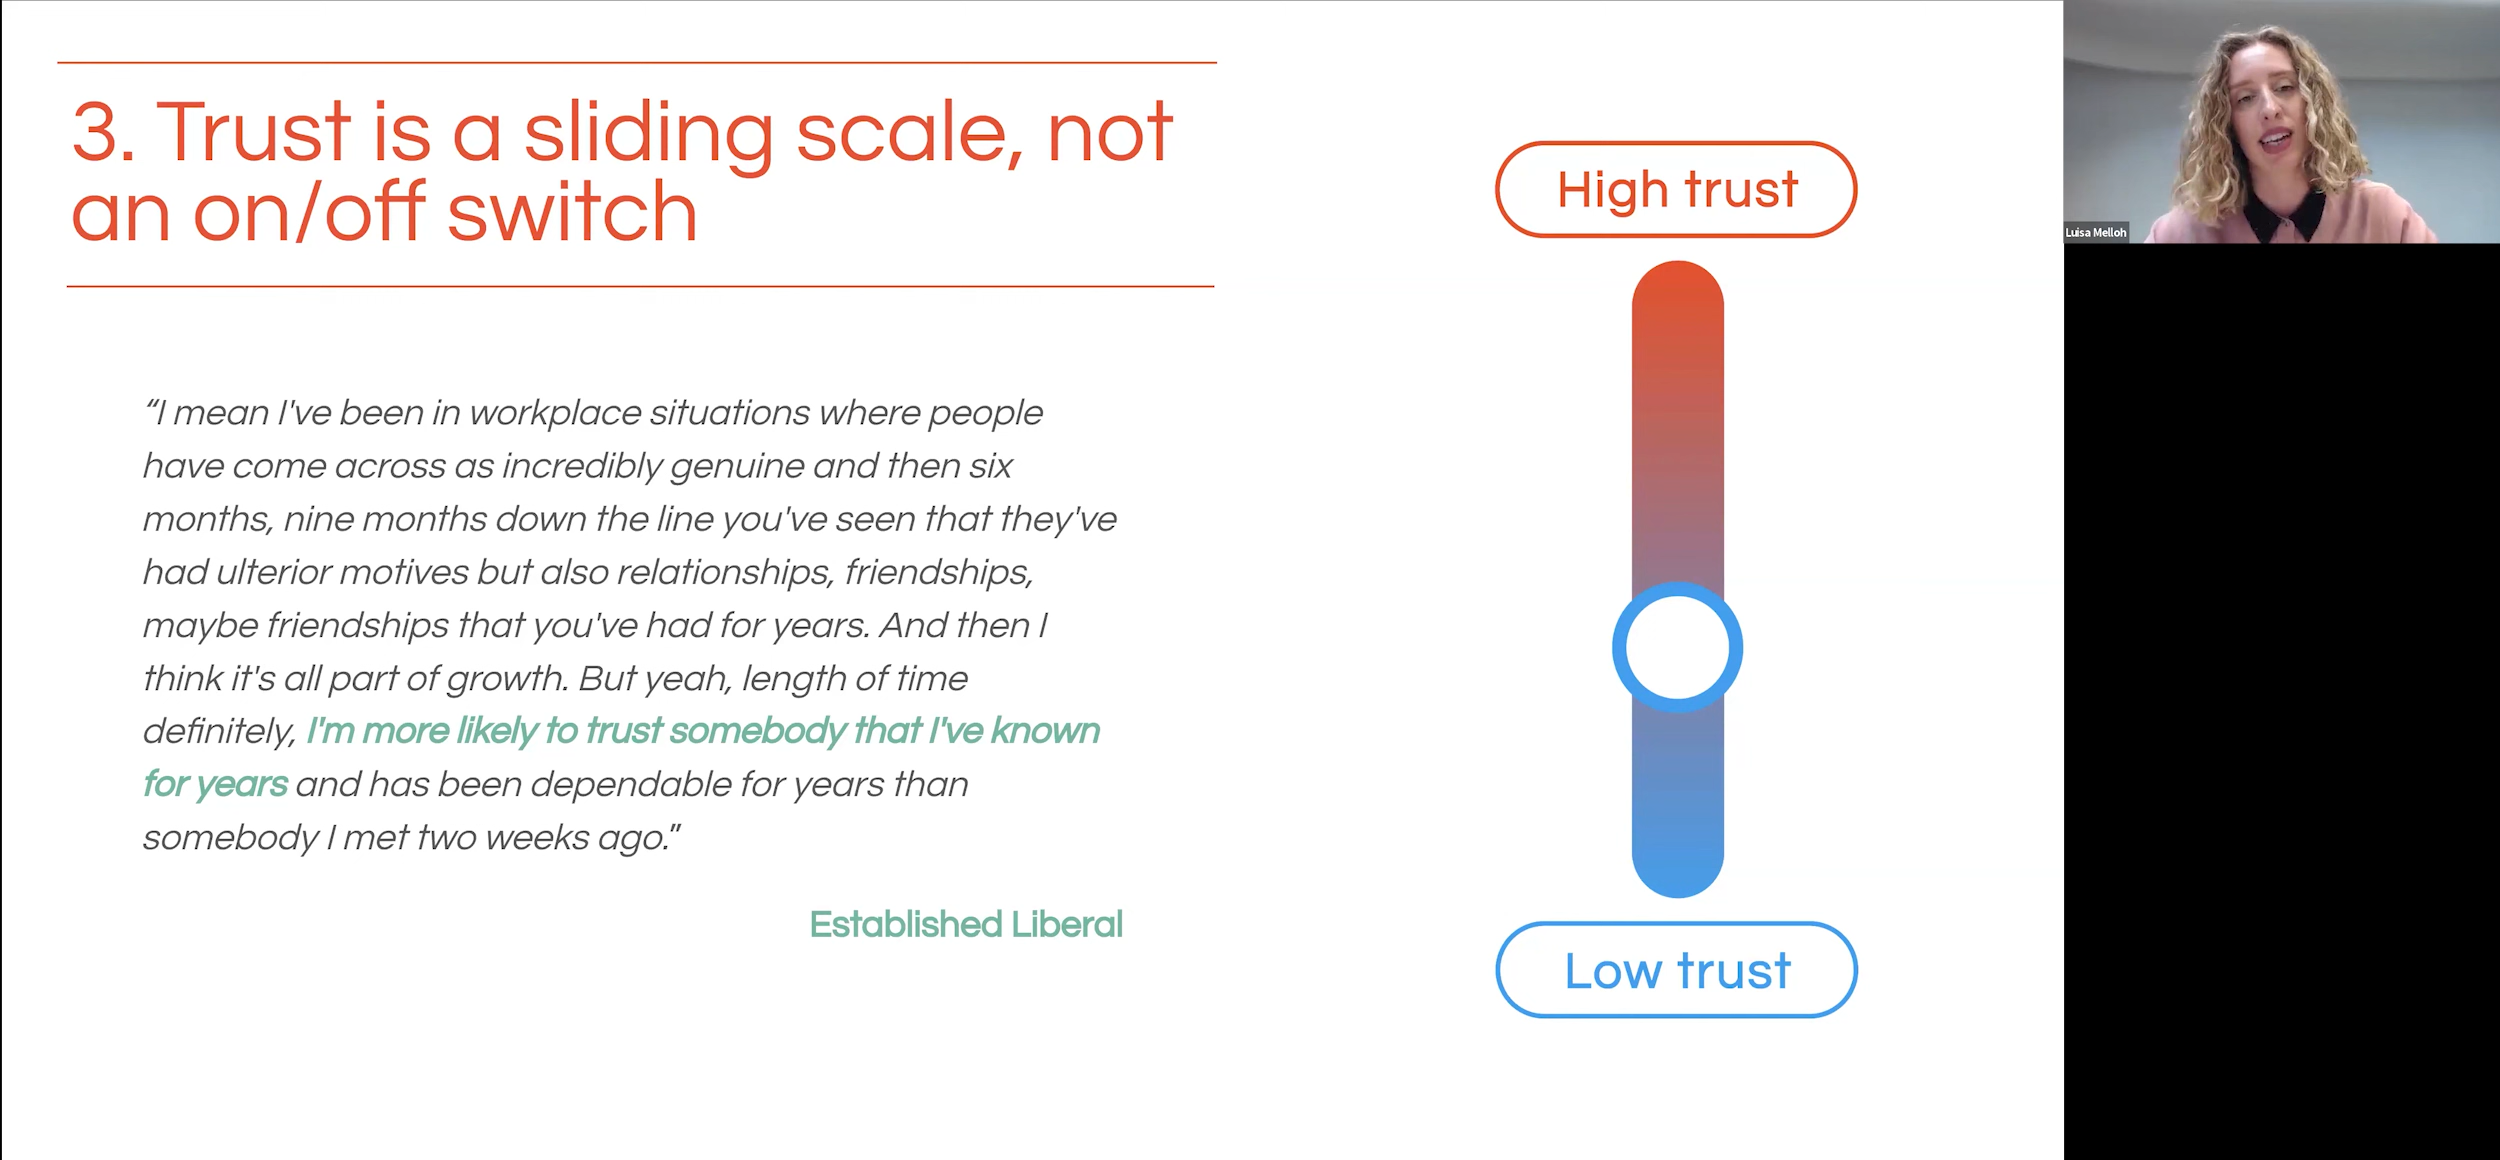 3. Trust is a sliding scale, not
an on/off switch
“I mean I've been in workplace situations where people
have come across as incredibly genuine and then six
months, nine months down the line you've seen that they've
had ulterior motives but also relationships, friendships,
maybe friendships that you've had for years. And then I
think it's all part of growth. But yeah, length of time
definitely, I'm more likely to trust somebody that I've known
for years and has been dependable for years than
somebody I met two weeks ago.”
Established Liberal
High trust
Low trust
Luisa Melloh